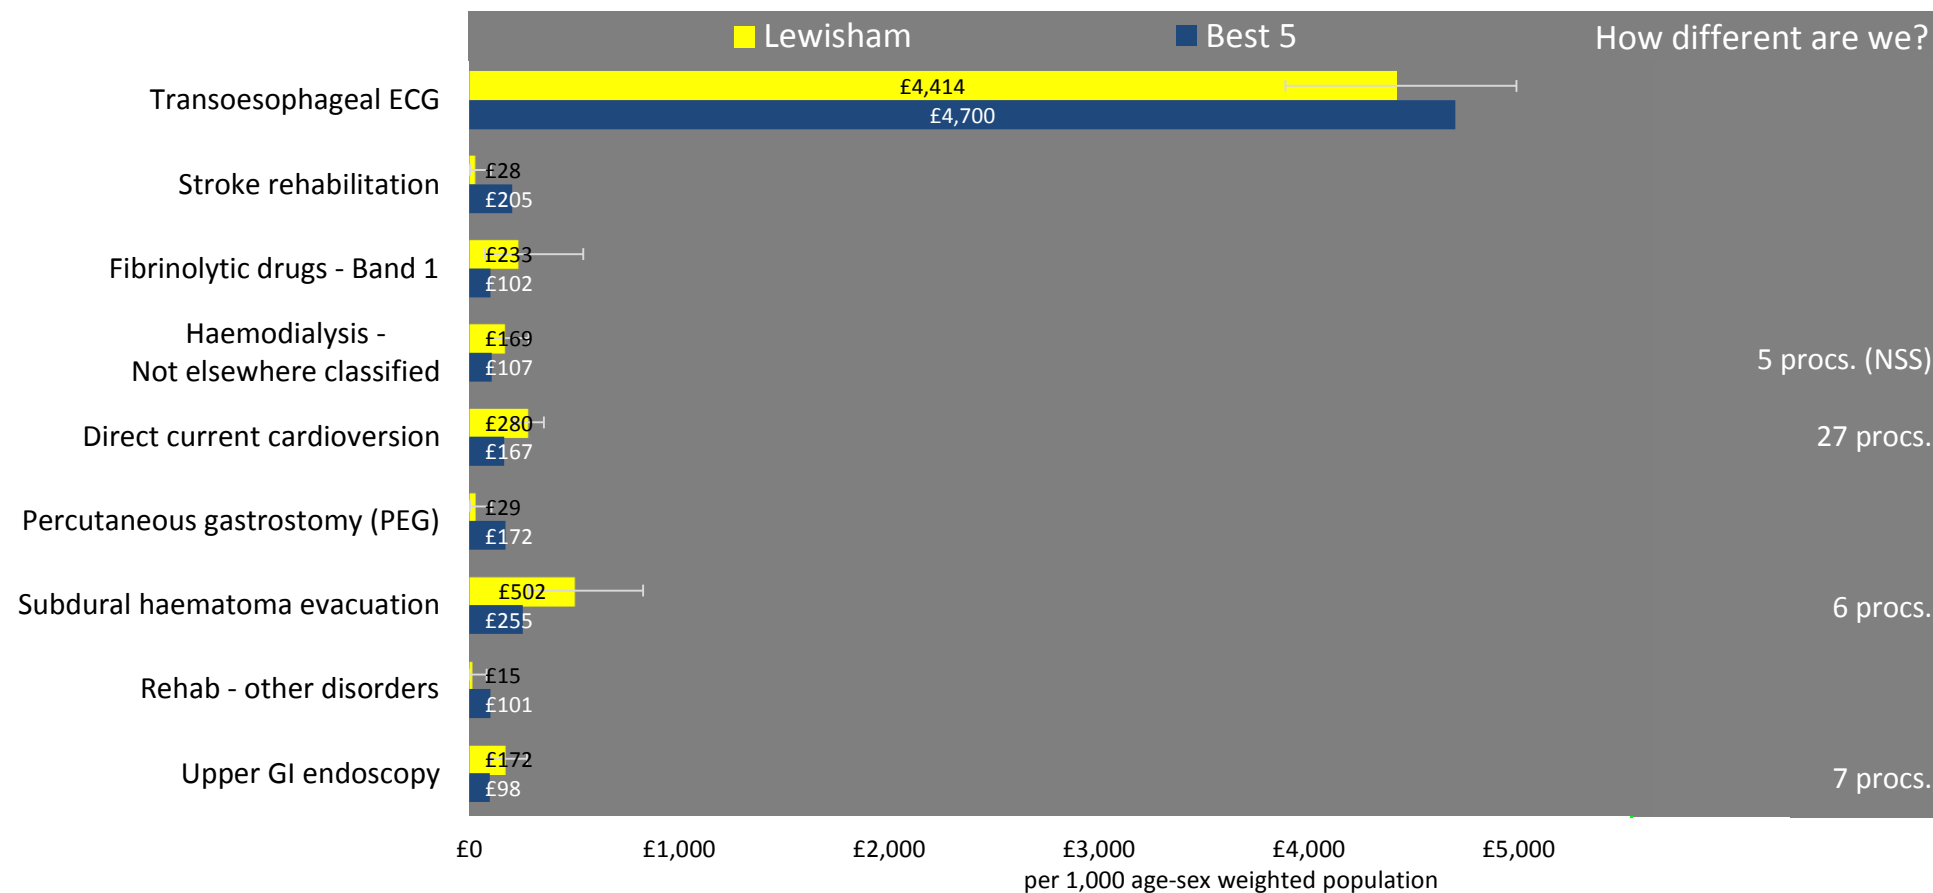 Lewisham Best 5 How different are we?
Transoesophageal ECG £4,414
£4,700
Stroke rehabilitation £28
£205
Fibrinolytic drugs - Band 1 £233
£102
Haemodialysis -
Not elsewhere classified £169
£107 5 procs. (NSS)
Direct current cardioversion £280 27 procs.
£167
Percutaneous gastrostomy (PEG) £29
£172
Subdural haematoma evacuation £502 6 procs.
£255
Rehab - other disorders £15
£101
Upper GI endoscopy £172 7 procs.
£98
£0 £1,000 £2,000 £3,000 £4,000 £5,000
per 1,000 age-sex weighted population